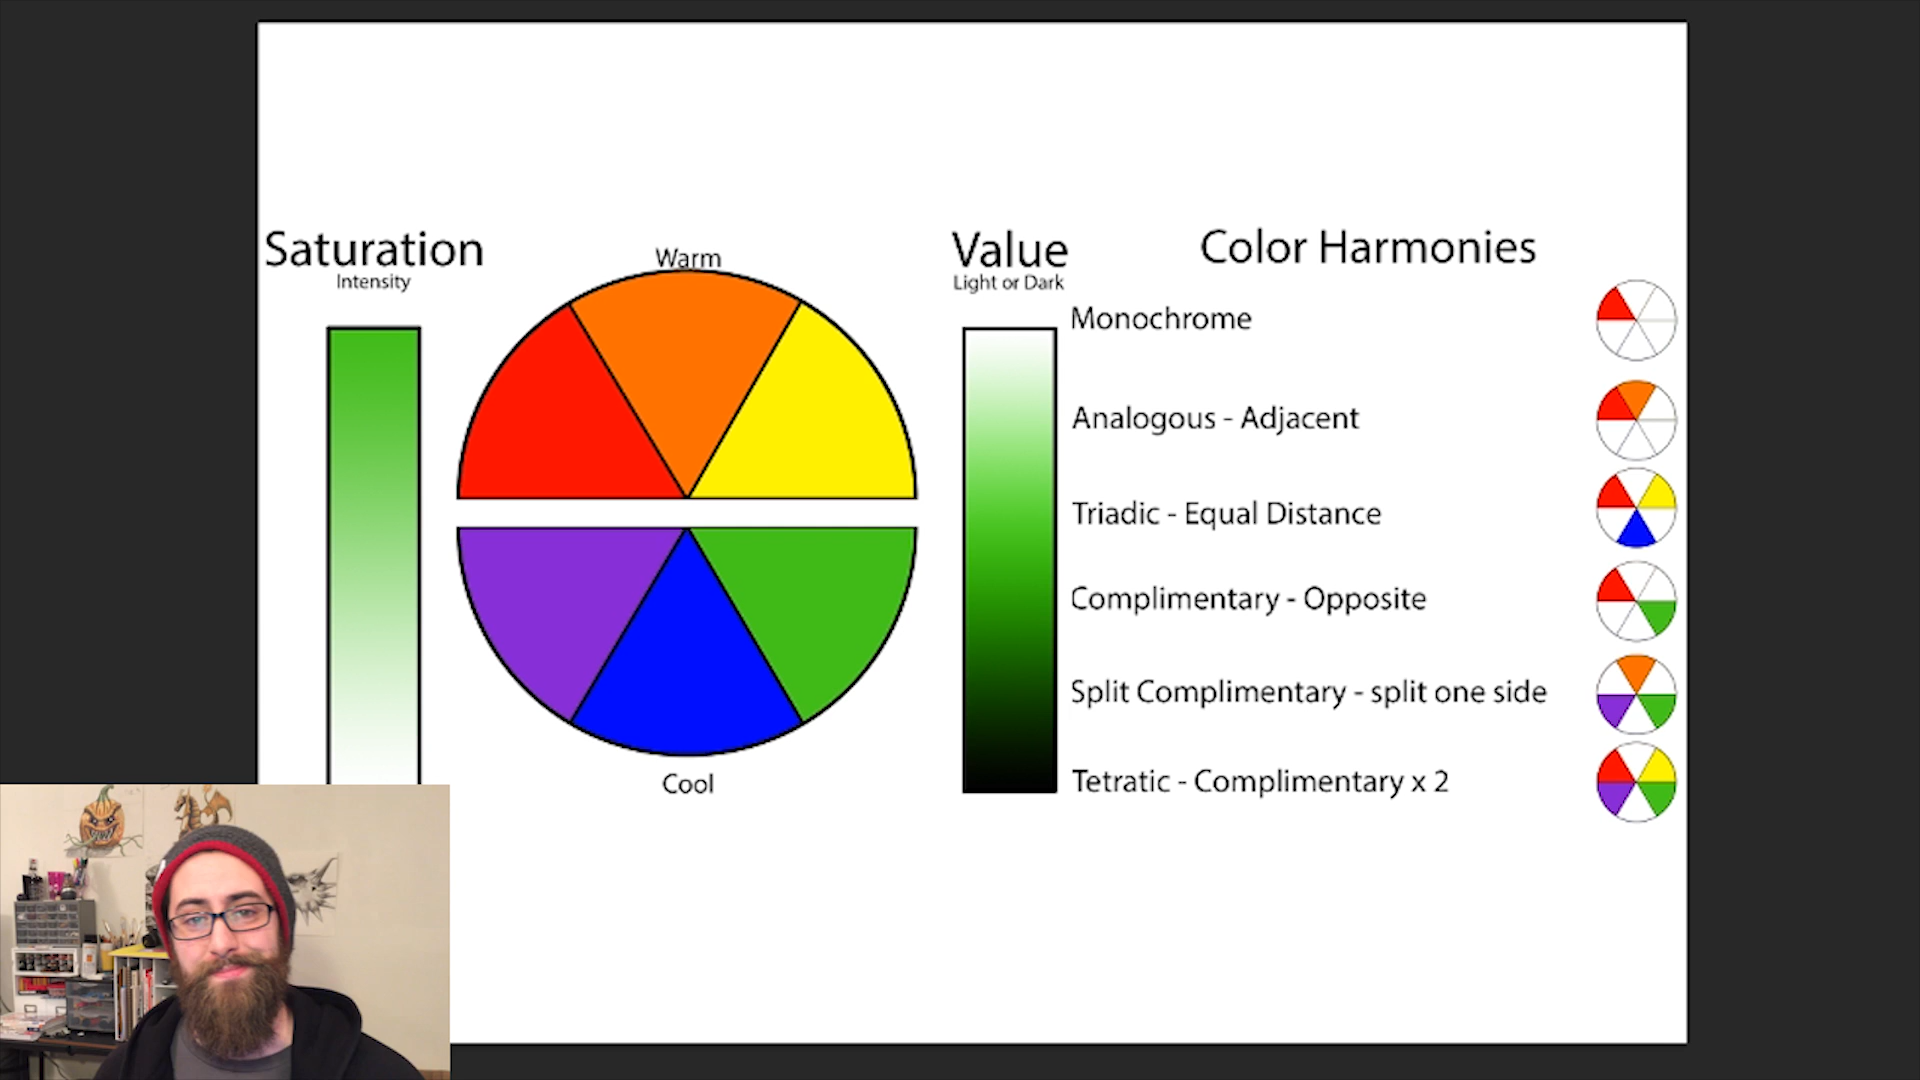 Saturation
Intensity
Warm
Cool
Value
Light or Dark
Color Harmonies
Monochrome
Analogous - Adjacent
Triadic - Equal Distance
Complimentary - Opposite
Split Complimentary - split one side
Tetratic - Complimentary x 2